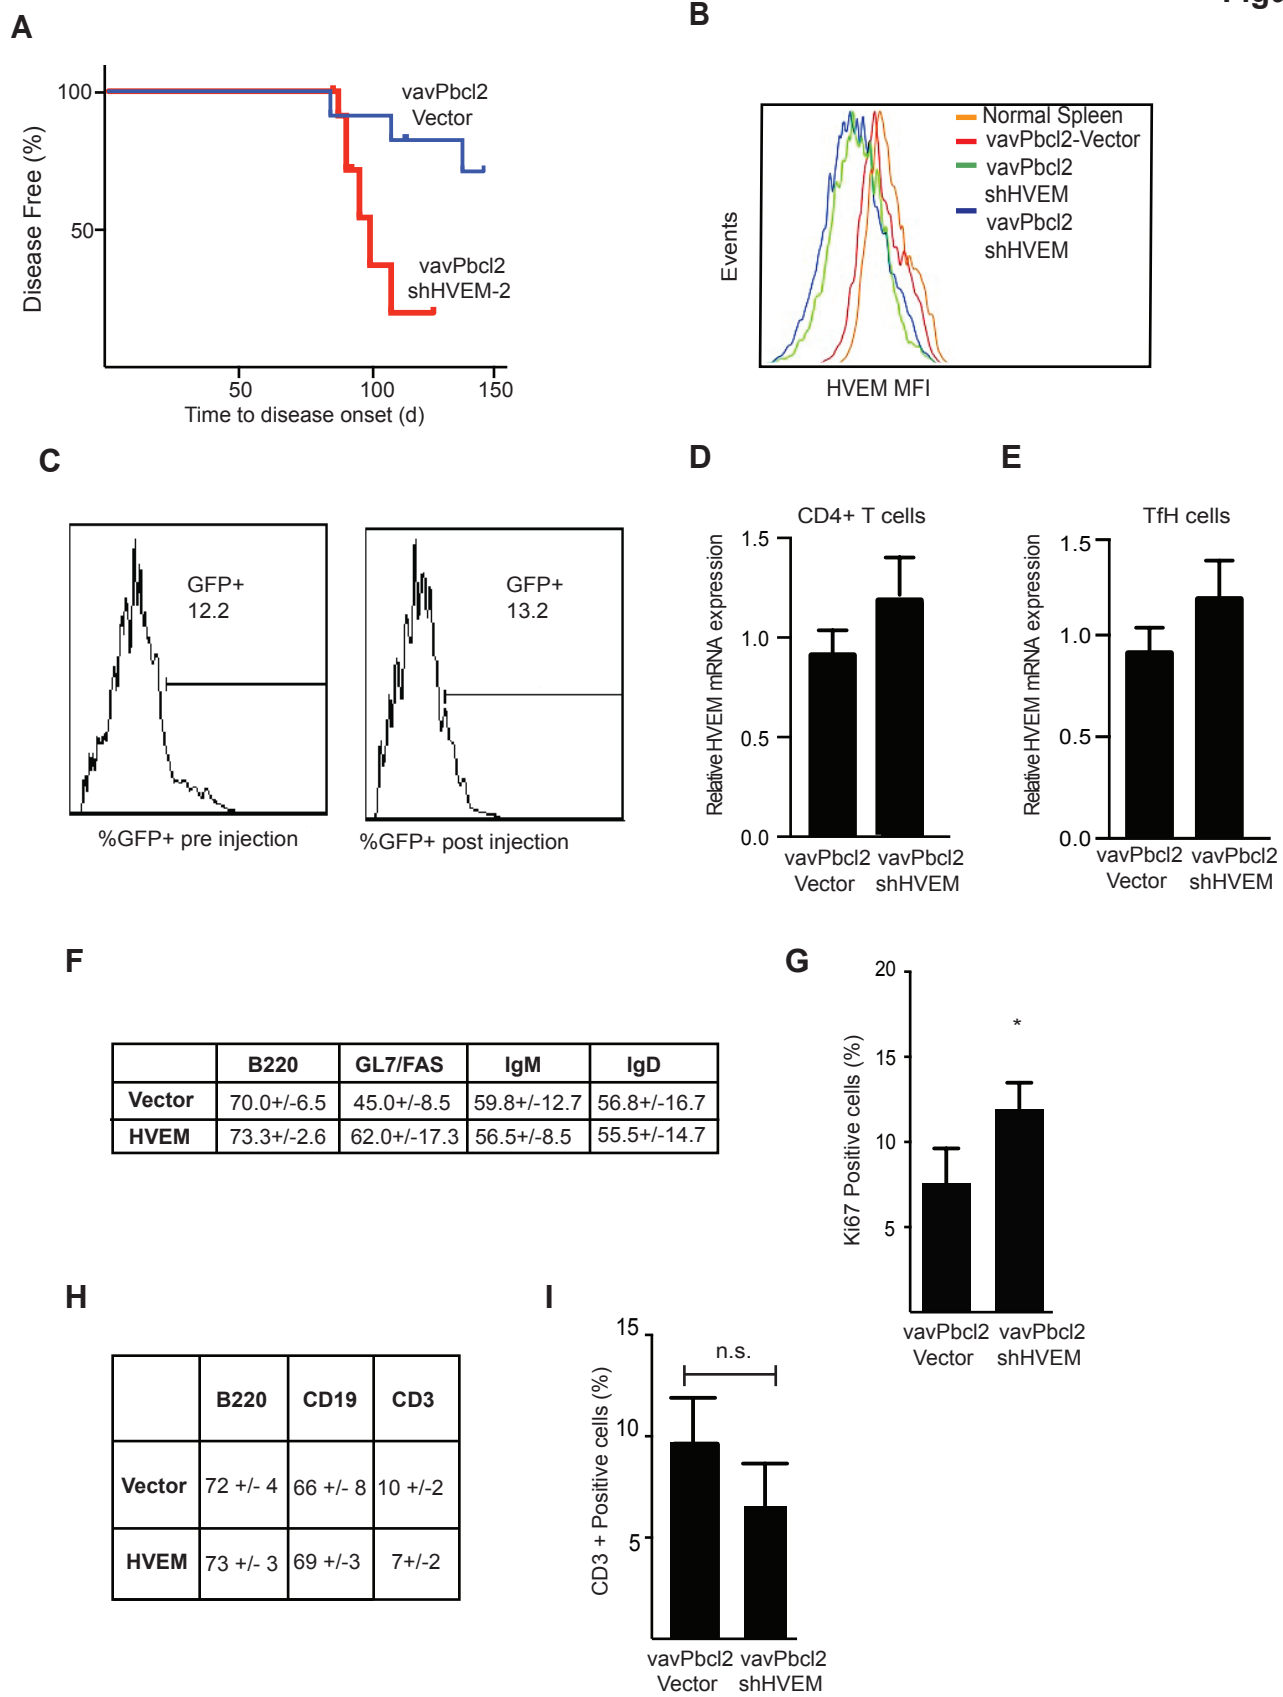 A
100
50
Disease Free (%)
vavPbcl2
Vector
vavPbcl2
shHVEM-2
50
100
150
Time to disease onset (d)
B
Events
Normal Spleen
vavPbcl2-Vector
vavPbcl2
shHVEM
vavPbcl2
shHVEM
HVEM MFI
C
GFP+
12.2
%GFP+ pre injection
GFP+
13.2
%GFP+ post injection
D
CD4+ T cells
Relative HVEM mRNA expression
1.5
1.0
0.5
0.0
vavPbcl2 vavPbcl2
Vector shHVEM
E
TfH cells
Relative HVEM mRNA expression
1.5
1.0
0.5
0.0
vavPbcl2 vavPbcl2
Vector shHVEM
F
B220 GL7/FAS IgM IgD
Vector 70.0+/-6.5 45.0+/-8.5 59.8+/-12.7 56.8+/-16.7
HVEM 73.3+/-2.6 62.0+/-17.3 56.5+/-8.5 55.5+/-14.7
G
Ki67 Positive cells (%)
20
15
10
5
*
vavPbcl2 vavPbcl2
Vector shHVEM
H
B220 CD19 CD3
Vector 72 +/- 4 66 +/- 8 10 +/-2
HVEM 73 +/- 3 69 +/-3 7+/-2
I
CD3 + Positive cells (%)
15
10
5
n.s.
vavPbcl2 vavPbcl2
Vector shHVEM